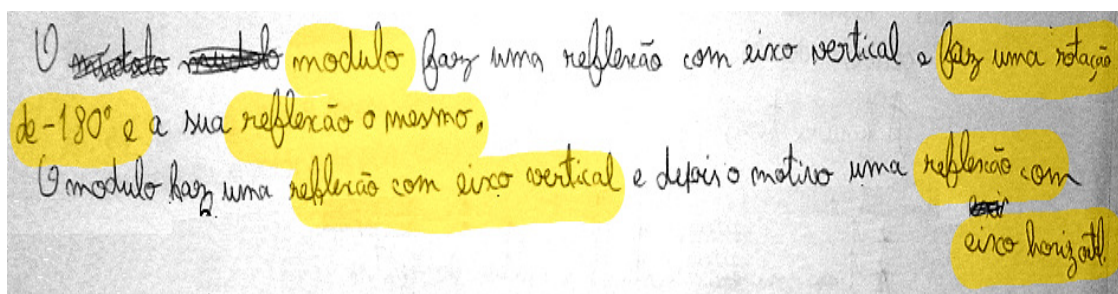 O modulo faz uma reflexão com eixo vertical e faz uma rotação
de -180° e a sua reflexão o mesmo.
O modulo faz uma reflexão com eixo vertical e depois o motivo uma reflexão com
eixo horizotl